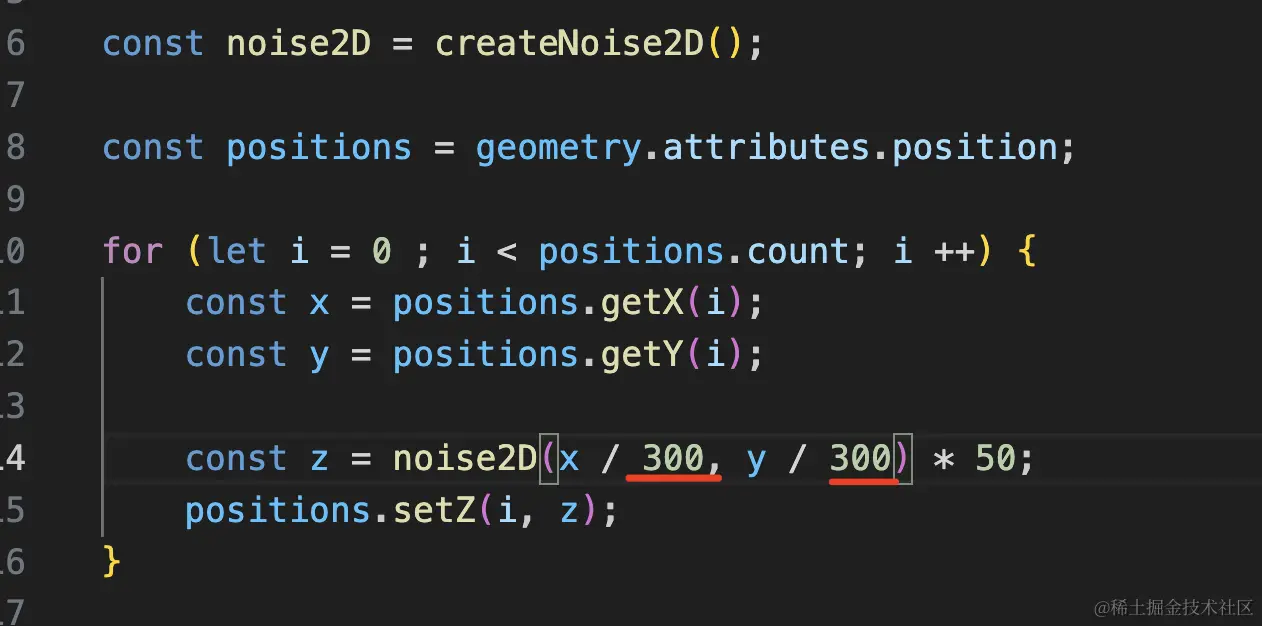 6 const noise2D = createNoise2D();
7
8 const positions = geometry.attributes.position;
9
0 for (let i = 0 ; i < positions.count; i ++) {
11 const x = positions.getX(i);
12 const y = positions.getY(i);
13
14 const z = noise2D(x / 300, y / 300) * 50;
15 positions.setZ(i, z);
16 }
17
@稀土掘金技术社区